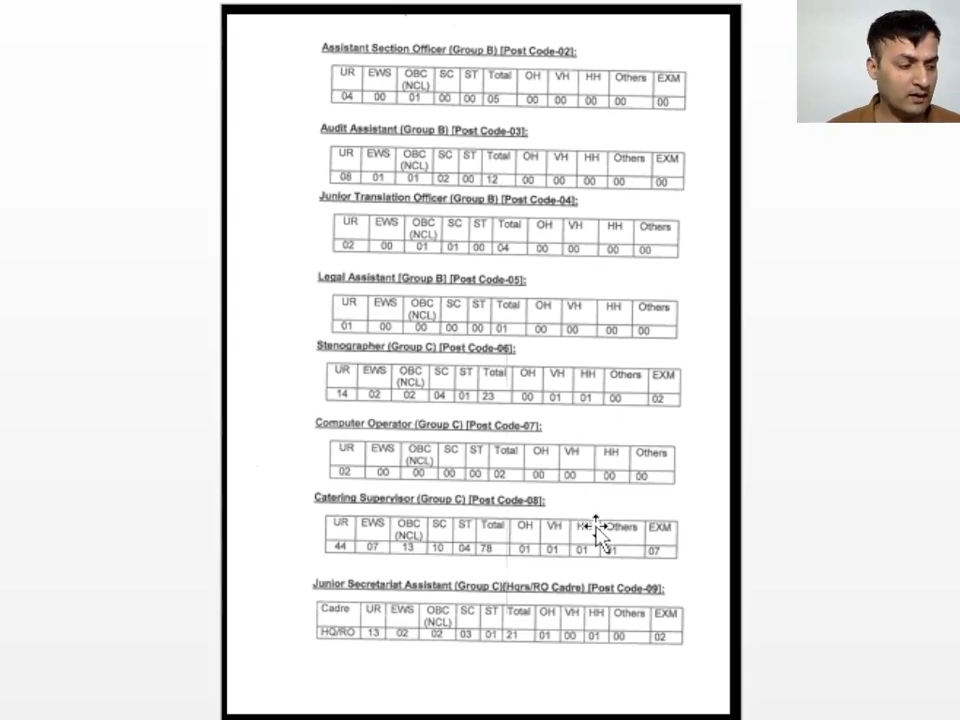 Assistant Section Officer (Group B) [Post Code-02]:
UR EWS OBC (NCL) SC ST Total OH VH HH Others EXM
04 00 01 00 00 05 00 00 00 00 00
Audit Assistant (Group B) [Post Code-03]:
UR EWS OBC (NCL) SC ST Total OH VH HH Others EXM
08 01 01 02 00 12 00 00 00 00 00
Junior Translation Officer (Group B) [Post Code-04]:
UR EWS OBC (NCL) SC ST Total OH VH HH Others
02 00 01 01 00 04 00 00 00 00
Legal Assistant [Group B] [Post Code-05]:
UR EWS OBC (NCL) SC ST Total OH VH HH Others
01 00 00 00 00 01 00 00 00 00
Stenographer (Group C) [Post Code-06]:
UR EWS OBC (NCL) SC ST Total OH VH HH Others EXM
14 02 02 04 01 23 00 01 01 00 02
Computer Operator (Group C) [Post Code-07]:
UR EWS OBC (NCL) SC ST Total OH VH HH Others
02 00 00 00 00 02 00 00 00 00
Catering Supervisor (Group C) [Post Code-08]:
UR EWS OBC (NCL) SC ST Total OH VH Others EXM
44 07 13 10 04 78 01 01 01 07
Junior Secretariat Assistant (Group C)(Hqrs/RO Cadre) [Post Code-09]:
Cadre UR EWS OBC (NCL) SC ST Total OH VH HH Others EXM
HQ/RO 13 02 02 03 01 21 01 00 01 00 02